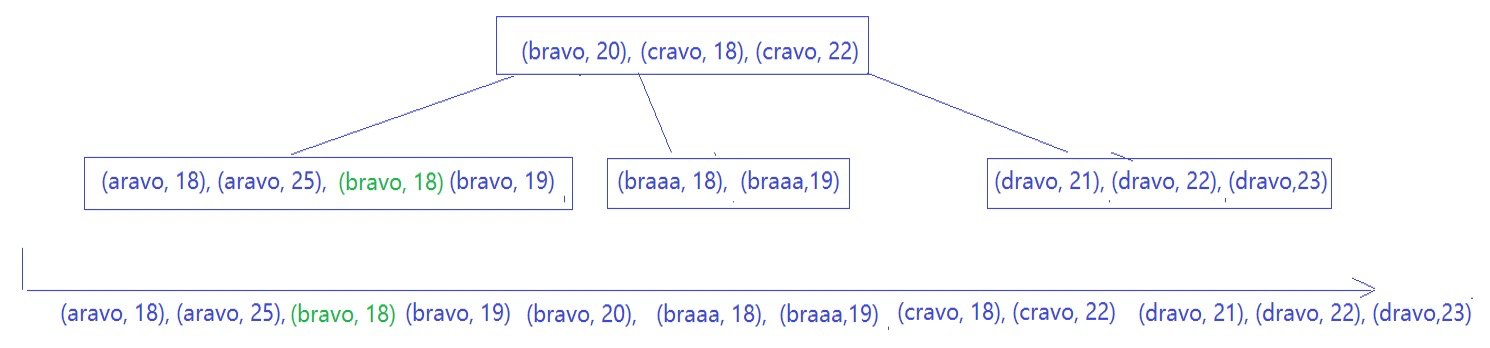 (bravo, 20), (cravo, 18), (cravo, 22)
(aravo, 18), (aravo, 25), (bravo, 18) (bravo, 19)
(braaa, 18), (braaa,19)
(dravo, 21), (dravo, 22), (dravo,23)
(aravo, 18), (aravo, 25), (bravo, 18) (bravo, 19) (bravo, 20), (braaa, 18), (braaa,19) (cravo, 18), (cravo, 22) (dravo, 21), (dravo, 22), (dravo,23)